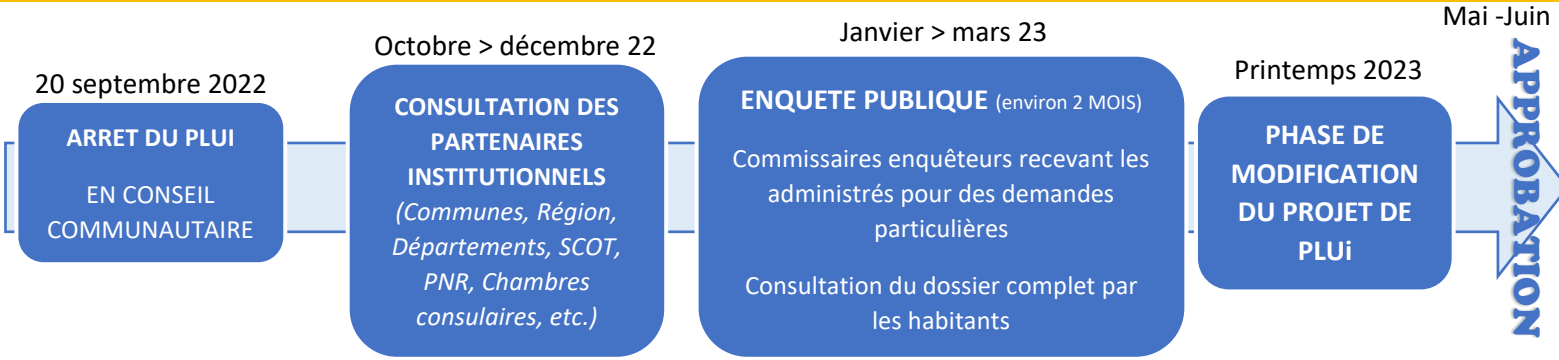 20 septembre 2022
ARRET DU PLUI
EN CONSEIL
COMMUNAUTAIRE
Octobre > décembre 22
CONSULTATION DES
PARTENAIRES
INSTITUTIONNELS
(Communes, Région,
Départements, SCOT,
PNR, Chambres
consulaires, etc.)
Janvier > mars 23
ENQUETE PUBLIQUE (environ 2 MOIS)
Commissaires enquêteurs recevant les
administrés pour des demandes
particulières
Consultation du dossier complet par
les habitants
Printemps 2023
PHASE DE
MODIFICATION
DU PROJET DE
PLUi
Mai -Juin
APPROBATION